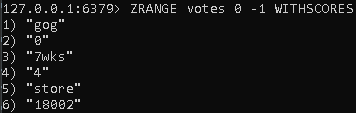 127.0.0.1:6379> ZRANGE votes 0 -1 WITHSCORES
1) "gog"
2) "0"
3) "7wks"
4) "4"
5) "store"
6) "18002"